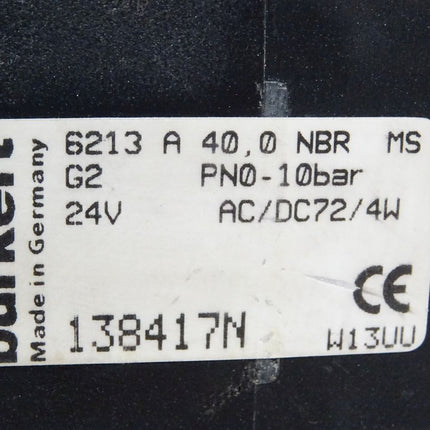 bürkert
Made in Germany
6213 A 40,0 NBR MS
G2 PN0-10bar
24V AC/DC72/4W
CE
138417N W13UU